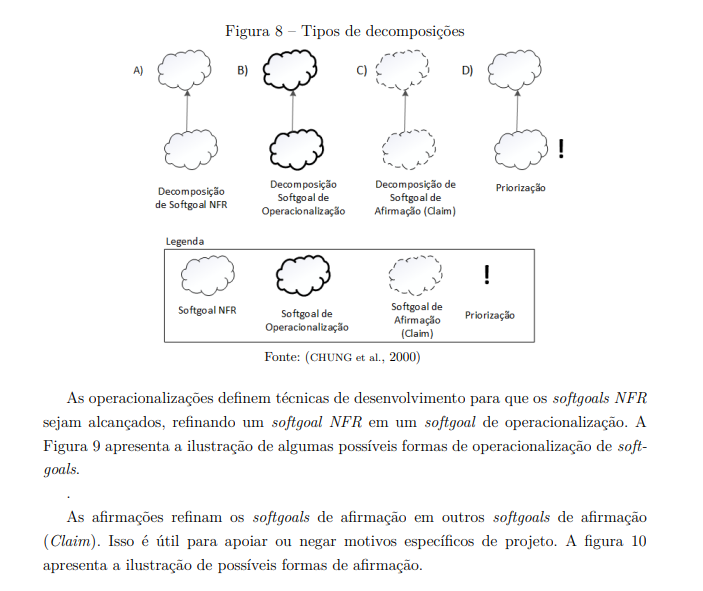 Figura 8 – Tipos de decomposições
A) B) C) D)
!
Decomposição
de Softgoal NFR
Decomposição
Softgoal de
Operacionalização
Decomposição de
Softgoal de
Afirmação (Claim)
Priorização
Legenda
!
Softgoal NFR
Softgoal de
Operacionalização
Softgoal de
Afirmação
(Claim)
Priorização
Fonte: (CHUNG et al., 2000)
As operacionalizações definem técnicas de desenvolvimento para que os softgoals NFR
sejam alcançados, refinando um softgoal NFR em um softgoal de operacionalização. A
Figura 9 apresenta a ilustração de algumas possíveis formas de operacionalização de soft-
goals.
.
As afirmações refinam os softgoals de afirmação em outros softgoals de afirmação
(Claim). Isso é útil para apoiar ou negar motivos específicos de projeto. A figura 10
apresenta a ilustração de possíveis formas de afirmação.